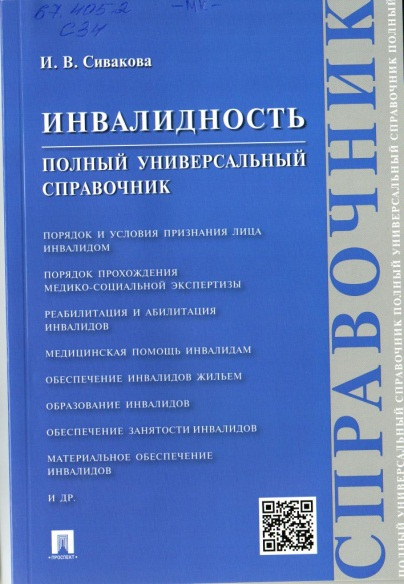 67.405.2
С34
-МК-
И. В. Сивакова
ИНВАЛИДНОСТЬ
ПОЛНЫЙ УНИВЕРСАЛЬНЫЙ
СПРАВОЧНИК
ПОРЯДОК И УСЛОВИЯ ПРИЗНАНИЯ ЛИЦА
ИНВАЛИДОМ
ПОРЯДОК ПРОХОЖДЕНИЯ
МЕДИКО-СОЦИАЛЬНОЙ ЭКСПЕРТИЗЫ
РЕАБИЛИТАЦИЯ И АБИЛИТАЦИЯ
ИНВАЛИДОВ
МЕДИЦИНСКАЯ ПОМОЩЬ ИНВАЛИДАМ
ОБЕСПЕЧЕНИЕ ИНВАЛИДОВ ЖИЛЬЕМ
ОБРАЗОВАНИЕ ИНВАЛИДОВ
ОБЕСПЕЧЕНИЕ ЗАНЯТОСТИ ИНВАЛИДОВ
МАТЕРИАЛЬНОЕ ОБЕСПЕЧЕНИЕ
ИНВАЛИДОВ
И ДР.
ПРОСПЕКТ
СПРАВОЧНИК
ПОЛНЫЙ УНИВЕРСАЛЬНЫЙ СПРАВОЧНИК ПОЛНЫЙ УНИВЕРСАЛЬНЫЙ СПРАВОЧНИК ПОЛНЫЙ